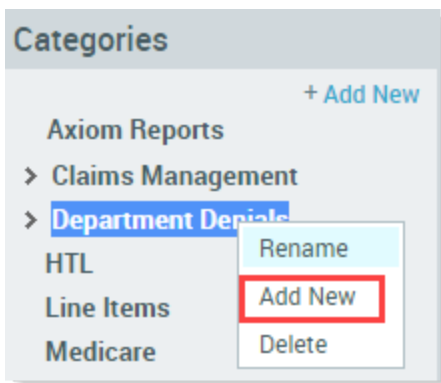 Categories
+ Add New
Axiom Reports
> Claims Management
> Department Denials
Rename
HTL
Add New
Line Items
Delete
Medicare